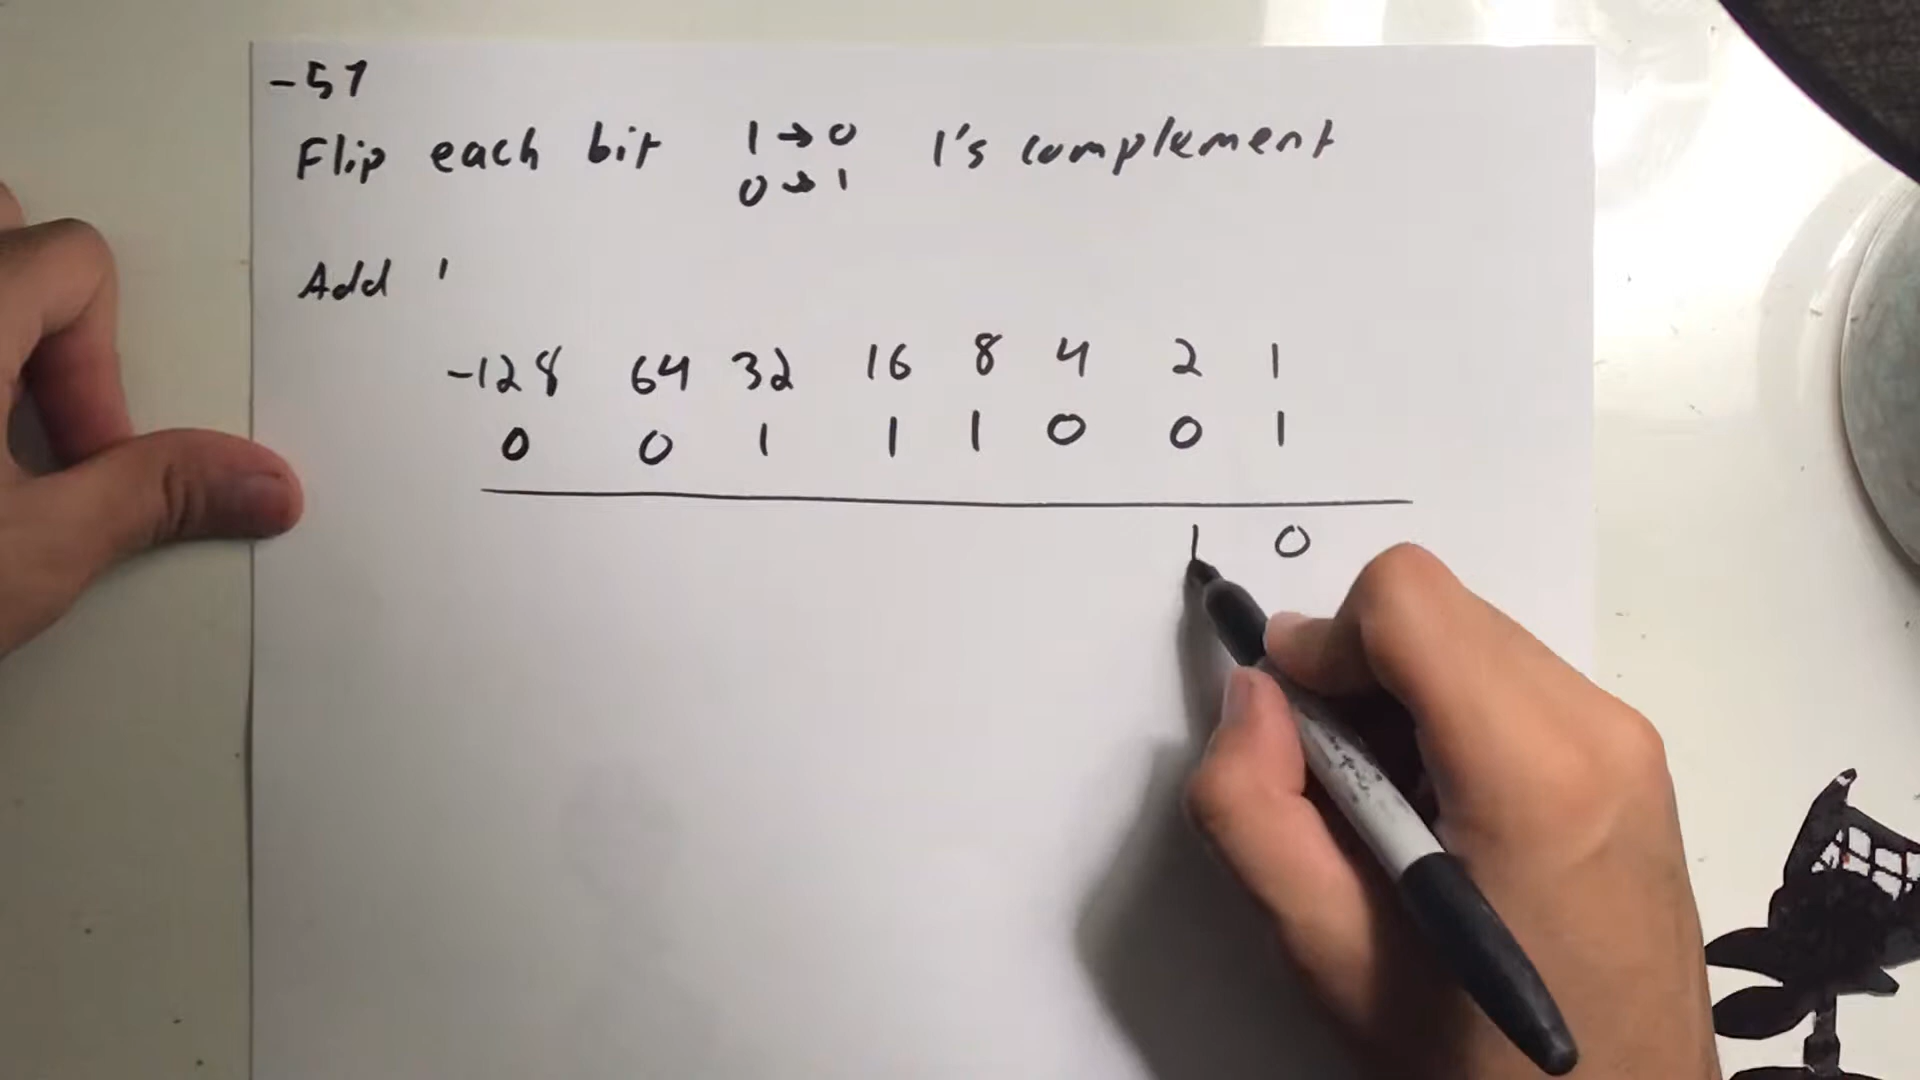 -57
Flip each bit 1→0 1's complement
0→1
Add 1
-128 64 32 16 8 4 2 1
0 0 1 1 1 0 0 1
1 0